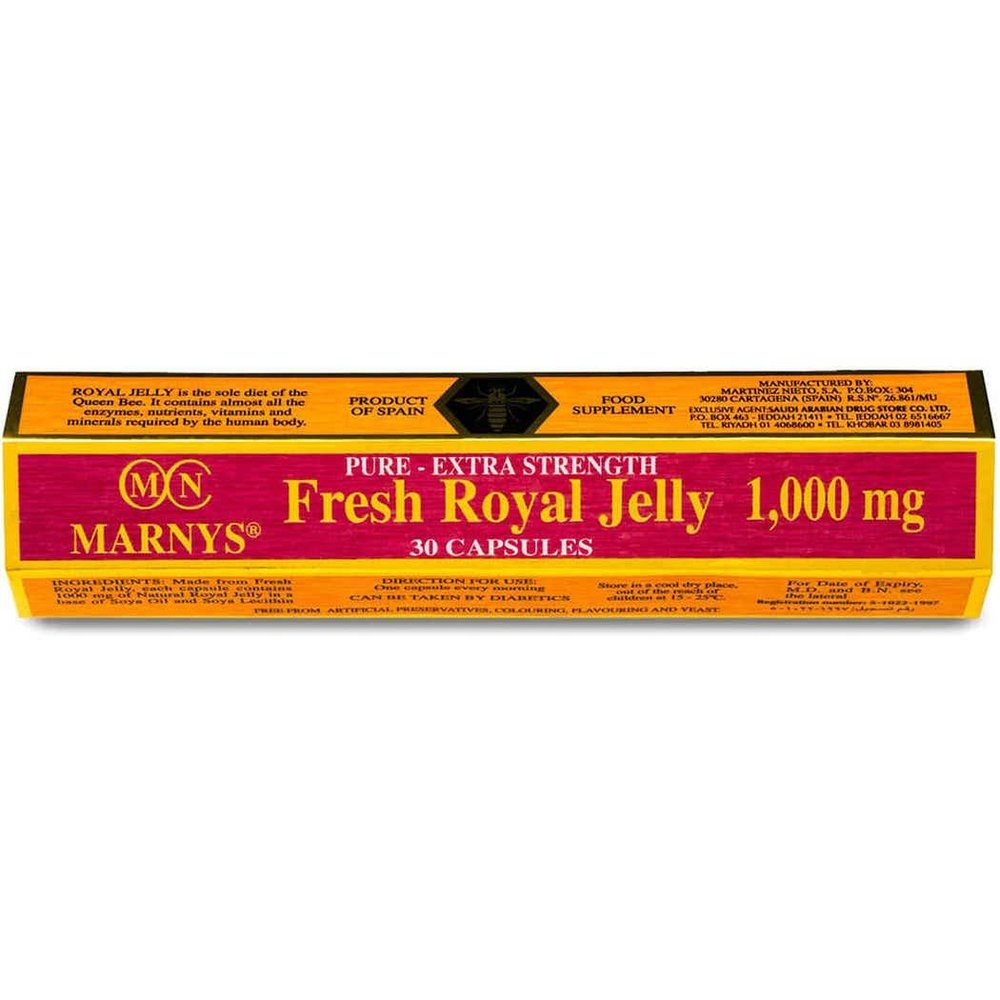 ROYAL JELLY is the sole diet of the
Queen Bee. It contains almost all the
enzymes, nutrients, vitamins and
minerals required by the human body.
PRODUCT
OF SPAIN
FOOD
SUPPLEMENT
MANUFACTURED BY:
MARTINEZ NIETO, S.A. P.O.BOX: 304
30280 CARTAGENA (SPAIN) R.S.Nº. 26.861/MU
EXCLUSIVE AGENT:SAUDI ARABIAN DRUG STORE CO. LTD.
P.O. BOX 463 - JEDDAH 21411 • TEL. JEDDAH 02 6516667
TEL. RIYADH 01 4068600 • TEL. KHOBAR 03 8981405
MN
MARNYS®
PURE - EXTRA STRENGTH
Fresh Royal Jelly 1,000 mg
30 CAPSULES
INGREDIENTS: Made from Fresh
Royal Jelly, each capsule contains
1000 mg of Natural Royal Jelly in a
base of Soya Oil and Soya Lecithin
DIRECTION FOR USE:
One capsule every morning
CAN BE TAKEN BY DIABETICS
Store in a cool dry place,
out of the reach of
children at 15 - 25ºC.
For Date of Expiry,
M.D. and B.N. see
the lateral
Registration number: 5-1022-1997
رقم تسجيل: ٥-١٠٢٢-١٩٩٧
FREE FROM ARTIFICIAL PRESERVATIVES, COLOURING, FLAVOURING AND YEAST